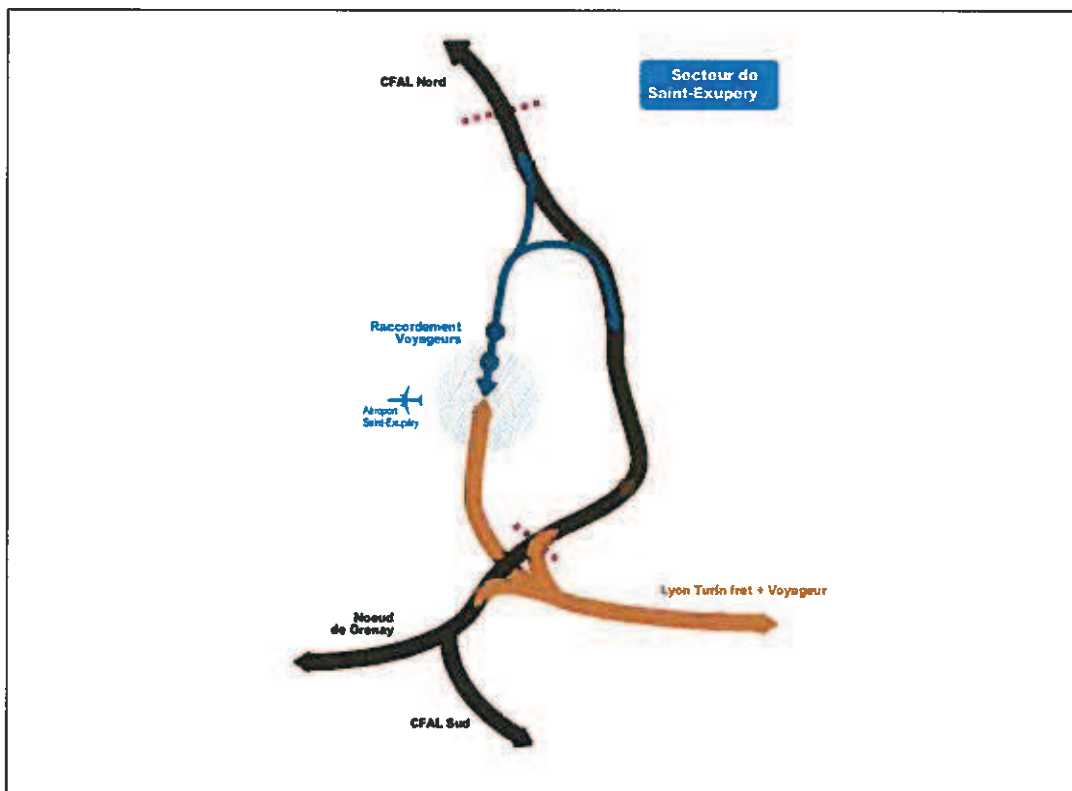 CFAL Nord
Secteur de
Saint-Exupery
Raccordement
Voyageurs
Aéroport
Saint-Exupéry
Lyon Turin fret + Voyageur
Noeud
de Grenay
CFAL Sud